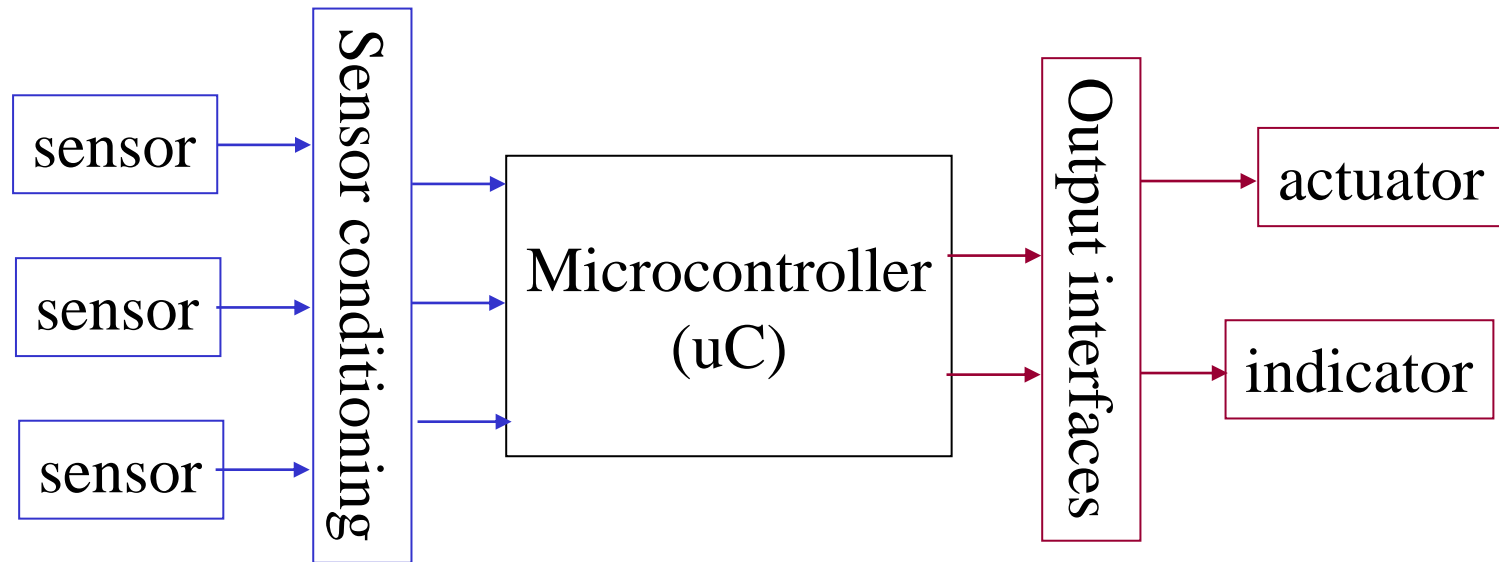 sensor
sensor
sensor
Sensor conditioning
Microcontroller
(uC)
Output interfaces
actuator
indicator